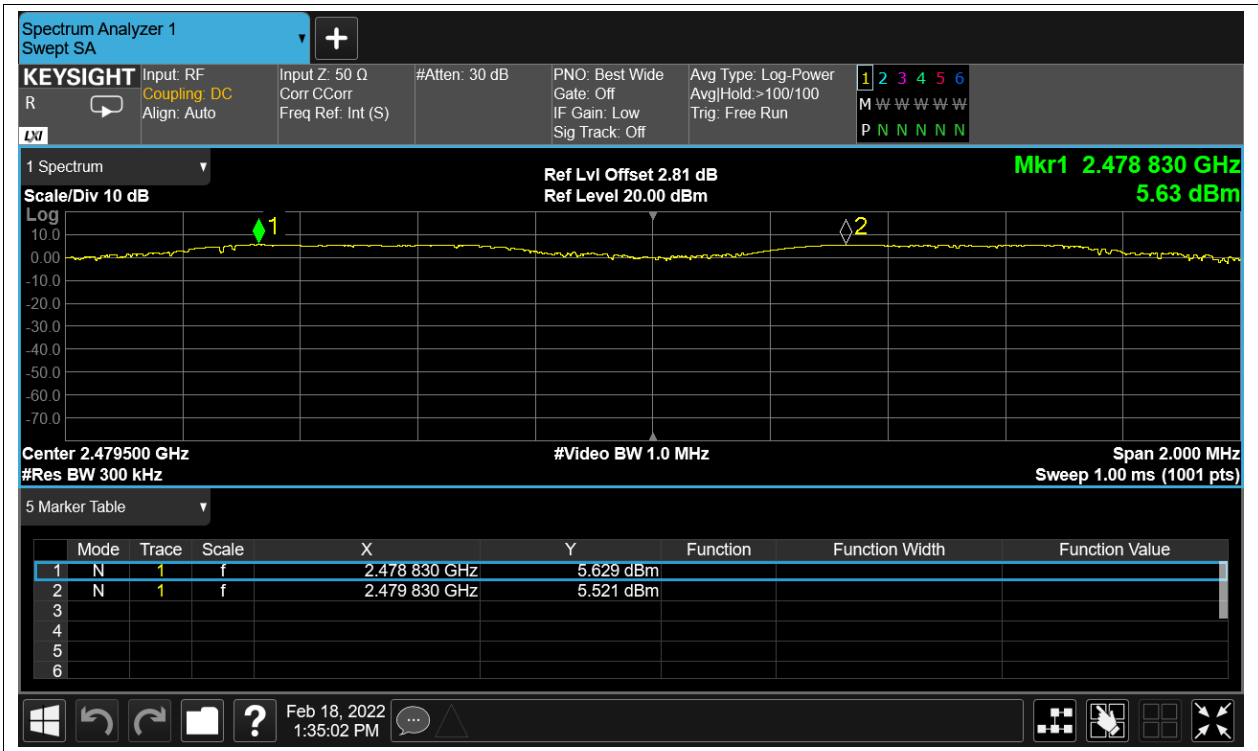 Spectrum Analyzer 1
Swept SA
KEYSIGHT
R
LXI
Input: RF
Coupling: DC
Align: Auto
Input Z: 50 Ω
Corr CCorr
Freq Ref: Int (S)
#Atten: 30 dB
PNO: Best Wide
Gate: Off
IF Gain: Low
Sig Track: Off
Avg Type: Log-Power
Avg|Hold:>100/100
Trig: Free Run
1 2 3 4 5 6
M W W W W W
P N N N N N
1 Spectrum
Scale/Div 10 dB
Ref Lvl Offset 2.81 dB
Ref Level 20.00 dBm
Mkr1 2.478 830 GHz
5.63 dBm
Log
10.0
0.00
-10.0
-20.0
-30.0
-40.0
-50.0
-60.0
-70.0
1
2
Center 2.479500 GHz
#Res BW 300 kHz
#Video BW 1.0 MHz
Span 2.000 MHz
Sweep 1.00 ms (1001 pts)
5 Marker Table
Mode Trace Scale X Y Function Function Width Function Value
1 N 1 f 2.478 830 GHz 5.629 dBm
2 N 1 f 2.479 830 GHz 5.521 dBm
3
4
5
6
?
Feb 18, 2022
1:35:02 PM